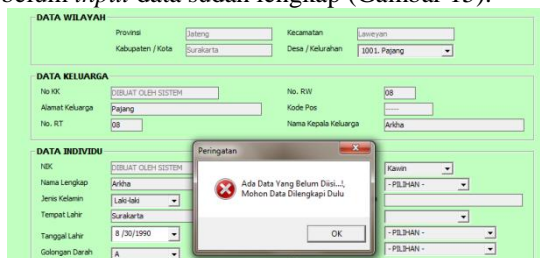 belum input data sudah lengkap (Gambar 13).
DATA WILAYAH
Provinsi Jateng Kecamatan Laweyan
Kabupaten / Kota Surakarta Desa / Kelurahan 1001. Pajang
DATA KELUARGA
No KK DIBUAT OLEH SISTEM No. RW 08
Alamat Keluarga Pajang Kode Pos -----
No. RT 08 Nama Kepala Keluarga Arkha
DATA INDIVIDU
Peringatan
NIK DIBUAT OLEH SISTEM Kawin
Nama Lengkap Arkha - PILIHAN -
Ada Data Yang Belum Diisi...!,
Mohon Data Dilengkapi Dulu
Jenis Kelamin Laki-laki
Tempat Lahir Surakarta
Tanggal Lahir 8 /30/1990 OK - PILIHAN -
Golongan Darah A - PILIHAN -